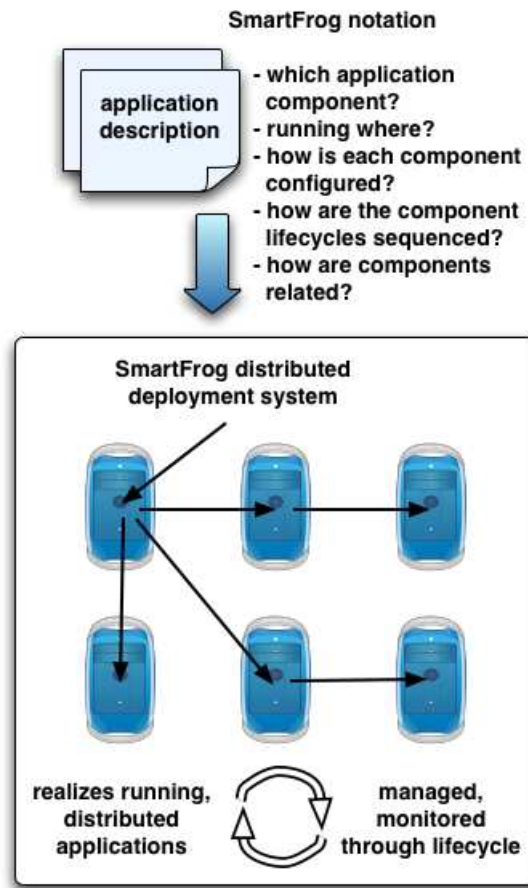 SmartFrog notation
application
description
- which application
component?
- running where?
- how is each component
configured?
- how are the component
lifecycles sequenced?
- how are components
related?
SmartFrog distributed
deployment system
realizes running,
distributed
applications
managed,
monitored
through lifecycle